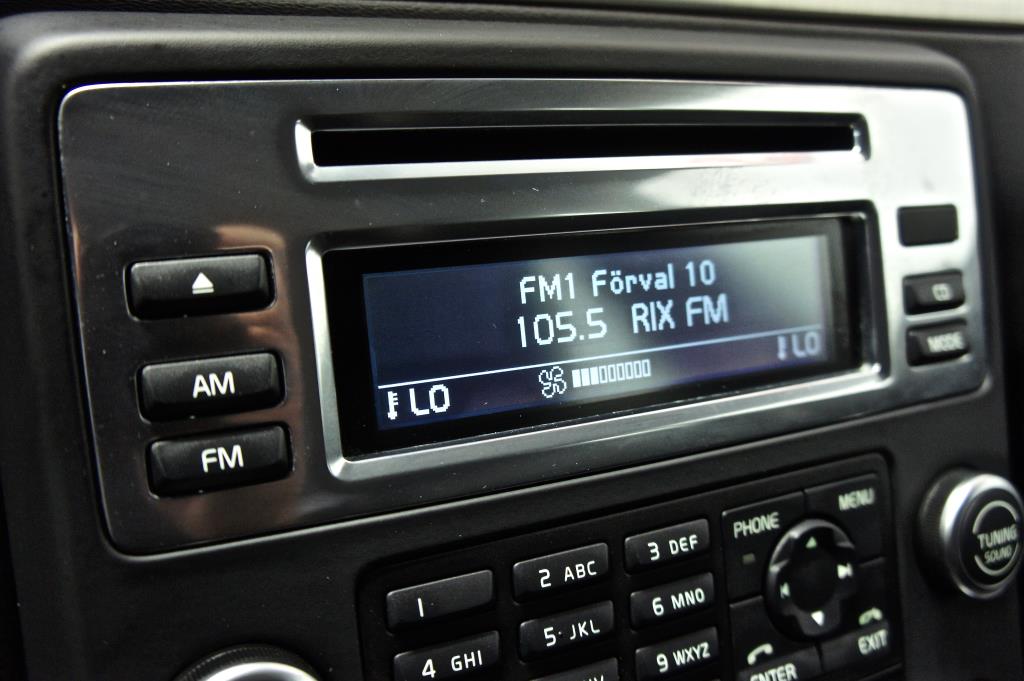 FM1 Förval 10
105.5 RIX FM
LO
LO
AM
FM
MODE
PHONE
MENU
1
2 ABC
3 DEF
4 GHI
5 JKL
6 MNO
9 WXYZ
ENTER
EXIT
TUNING
SOUND